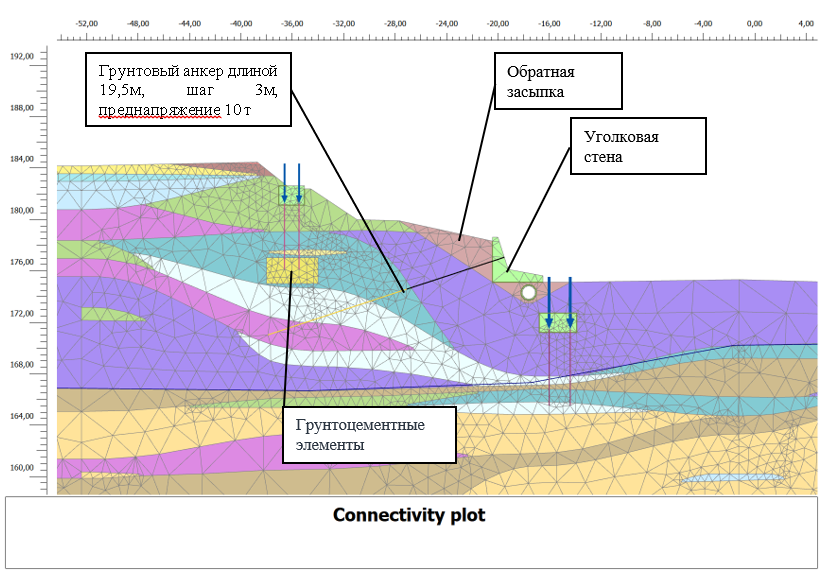 -52,00 -48,00 -44,00 -40,00 -36,00 -32,00 -28,00 -24,00 -20,00 -16,00 -12,00 -8,00 -4,00 0,00 4,00
192,00
188,00
184,00
180,00
176,00
172,00
168,00
164,00
160,00
Грунтовый анкер длиной
19,5м, шаг 3м,
преднапряжение 10 т
Обратная
засыпка
Уголковая
стена
Грунтоцементные
элементы
Connectivity plot